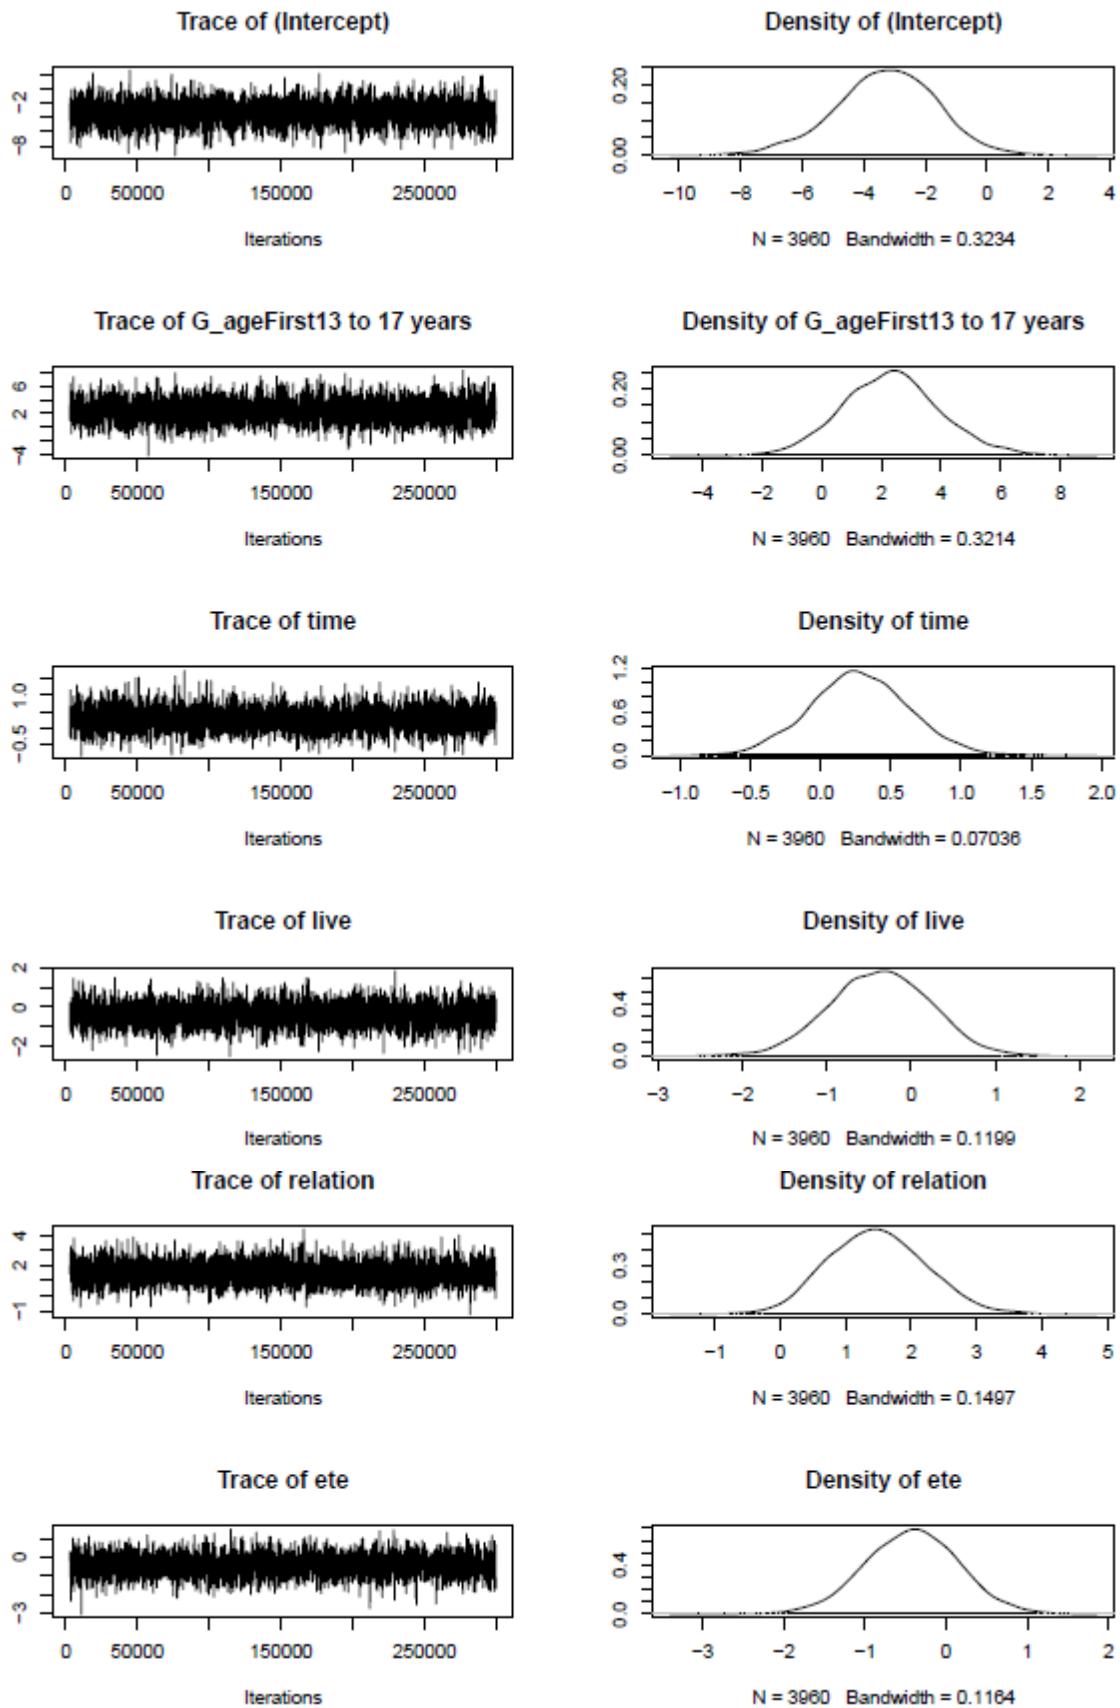 Trace of (Intercept) Density of (Intercept)
-2 0.20
-8 0.00
0 50000 150000 250000 -10 -8 -6 -4 -2 0 2 4
Iterations N = 3960 Bandwidth = 0.3234
Trace of G_ageFirst13 to 17 years Density of G_ageFirst13 to 17 years
6 0.20
2
-4 0.00
0 50000 150000 250000 -4 -2 0 2 4 6 8
Iterations N = 3960 Bandwidth = 0.3214
Trace of time Density of time
1.0 1.2
0.6
-0.5 0.0
0 50000 150000 250000 -1.0 -0.5 0.0 0.5 1.0 1.5 2.0
Iterations N = 3960 Bandwidth = 0.07036
Trace of live Density of live
2
0 0.4
-2 0.0
0 50000 150000 250000 -3 -2 -1 0 1 2
Iterations N = 3960 Bandwidth = 0.1199
Trace of relation Density of relation
4
2 0.3
-1 0.0
0 50000 150000 250000 -1 0 1 2 3 4 5
Iterations N = 3960 Bandwidth = 0.1497
Trace of ete Density of ete
0 0.4
-3 0.0
0 50000 150000 250000 -3 -2 -1 0 1 2
Iterations N = 3960 Bandwidth = 0.1164